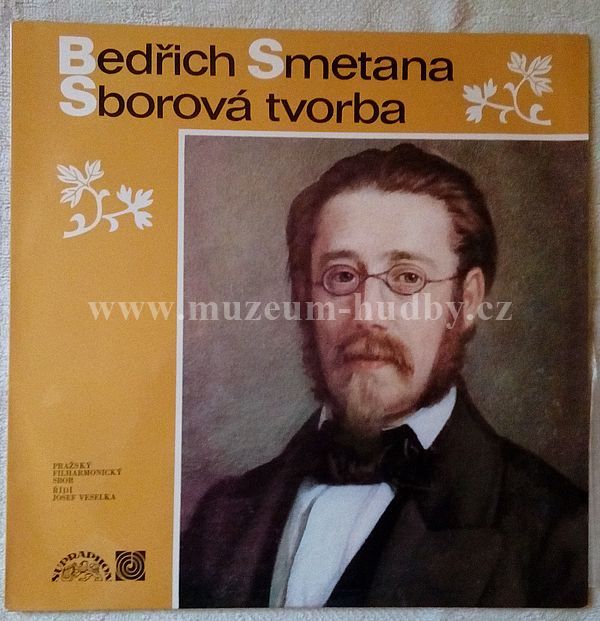 Bedřich Smetana
Sborová tvorba
www.muzeum-hudby.cz
PRAŽSKÝ
FILHARMONICKÝ
SBOR
ŘÍDÍ
JOSEF VESELKA
SUPRAPHON